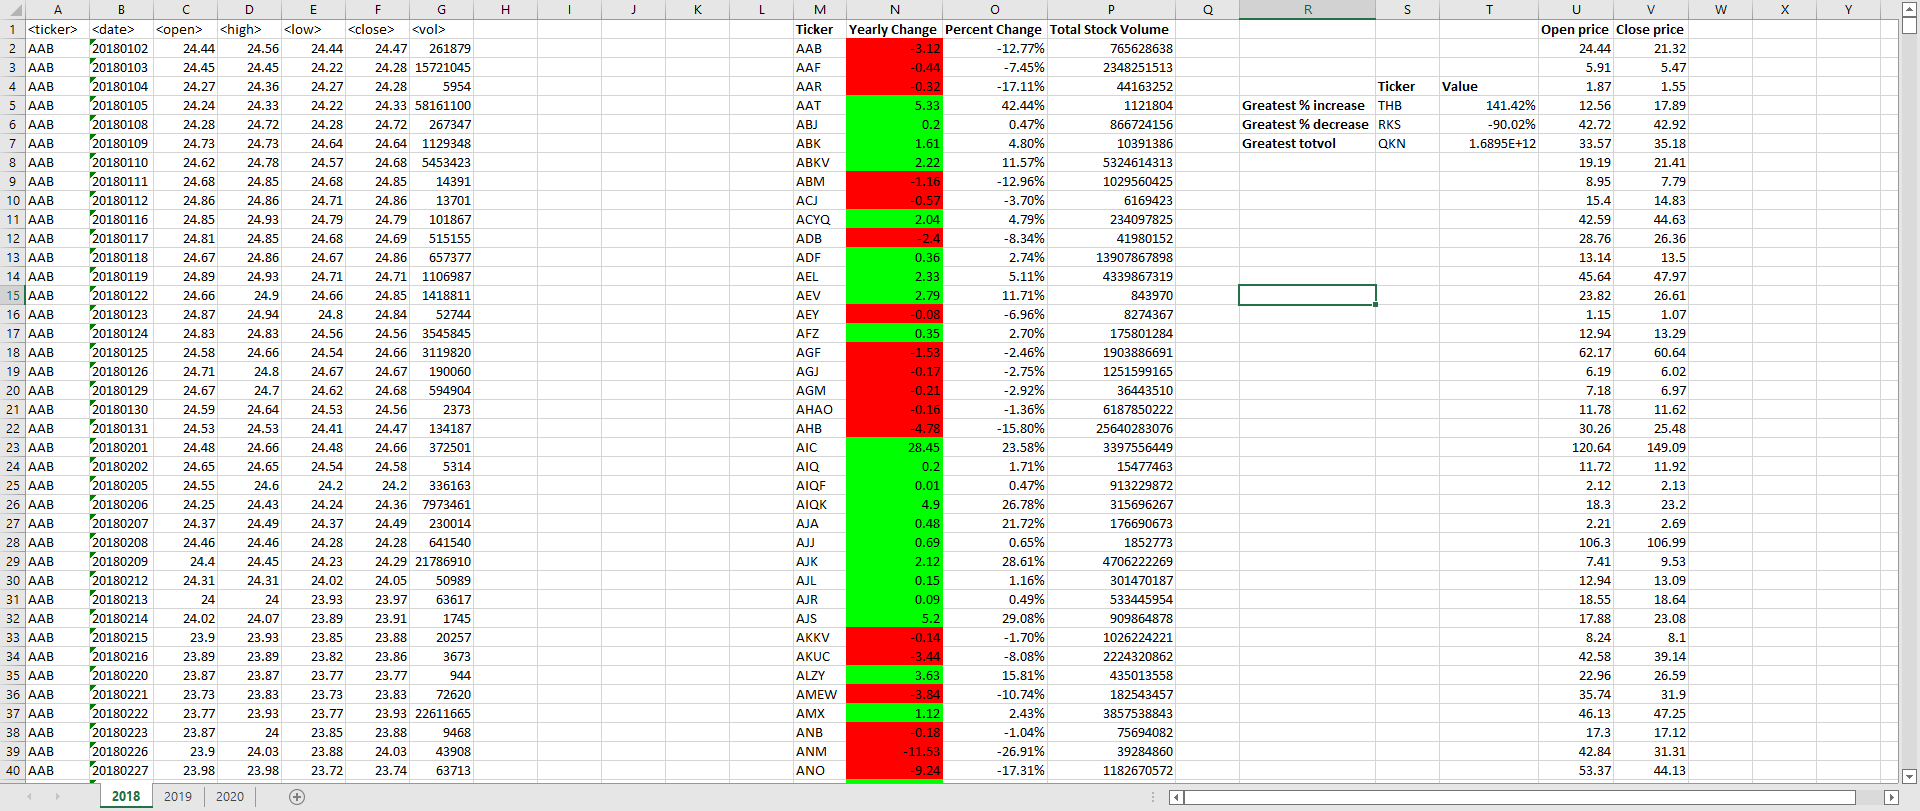 A B C D E F G H I J K L M N O P Q R S T U V W X Y
1 <ticker> <date> <open> <high> <low> <close> <vol> Ticker Yearly Change Percent Change Total Stock Volume Open price Close price
2 AAB 20180102 24.44 24.56 24.44 24.47 261879 AAB -3.12 -12.77% 765628638 24.44 21.32
3 AAB 20180103 24.45 24.45 24.22 24.28 15721045 AAF -0.44 -7.45% 2348251513 5.91 5.47
4 AAB 20180104 24.27 24.36 24.27 24.28 5954 AAR -0.32 -17.11% 44163252 Ticker Value 1.87 1.55
5 AAB 20180105 24.24 24.33 24.22 24.33 58161100 AAT 5.33 42.44% 1121804 Greatest % increase THB 141.42% 12.56 17.89
6 AAB 20180108 24.28 24.72 24.28 24.72 267347 ABJ 0.2 0.47% 866724156 Greatest % decrease RKS -90.02% 42.72 42.92
7 AAB 20180109 24.73 24.73 24.64 24.64 1129348 ABK 1.61 4.80% 10391386 Greatest totvol QKN 1.6895E+12 33.57 35.18
8 AAB 20180110 24.62 24.78 24.57 24.68 5453423 ABKV 2.22 11.57% 5324614313 19.19 21.41
9 AAB 20180111 24.68 24.85 24.68 24.85 14391 ABM -1.16 -12.96% 1029560425 8.95 7.79
10 AAB 20180112 24.86 24.86 24.71 24.86 13701 ACJ -0.57 -3.70% 6169423 15.4 14.83
11 AAB 20180116 24.85 24.93 24.79 24.79 101867 ACYQ 2.04 4.79% 234097825 42.59 44.63
12 AAB 20180117 24.81 24.85 24.68 24.69 515155 ADB -2.4 -8.34% 41980152 28.76 26.36
13 AAB 20180118 24.67 24.86 24.67 24.86 657377 ADF 0.36 2.74% 13907867898 13.14 13.5
14 AAB 20180119 24.89 24.93 24.71 24.71 1106987 AEL 2.33 5.11% 4339867319 45.64 47.97
15 AAB 20180122 24.66 24.9 24.66 24.85 1418811 AEV 2.79 11.71% 843970 23.82 26.61
16 AAB 20180123 24.87 24.94 24.8 24.84 52744 AEY -0.08 -6.96% 8274367 1.15 1.07
17 AAB 20180124 24.83 24.83 24.56 24.56 3545845 AFZ 0.35 2.70% 175801284 12.94 13.29
18 AAB 20180125 24.58 24.66 24.54 24.66 3119820 AGF -1.53 -2.46% 1903886691 62.17 60.64
19 AAB 20180126 24.71 24.8 24.67 24.67 190060 AGJ -0.17 -2.75% 1251599165 6.19 6.02
20 AAB 20180129 24.67 24.7 24.62 24.68 594904 AGM -0.21 -2.92% 36443510 7.18 6.97
21 AAB 20180130 24.59 24.64 24.53 24.56 2373 AHAO -0.16 -1.36% 6187850222 11.78 11.62
22 AAB 20180131 24.53 24.53 24.41 24.47 134187 AHB -4.78 -15.80% 25640283076 30.26 25.48
23 AAB 20180201 24.48 24.66 24.48 24.66 372501 AIC 28.45 23.58% 3397556449 120.64 149.09
24 AAB 20180202 24.65 24.65 24.54 24.58 5314 AIQ 0.2 1.71% 15477463 11.72 11.92
25 AAB 20180205 24.55 24.6 24.2 24.2 336163 AIQF 0.01 0.47% 913229872 2.12 2.13
26 AAB 20180206 24.25 24.43 24.24 24.36 7973461 AIQK 4.9 26.78% 315696267 18.3 23.2
27 AAB 20180207 24.37 24.49 24.37 24.49 230014 AJA 0.48 21.72% 176690673 2.21 2.69
28 AAB 20180208 24.46 24.46 24.28 24.28 641540 AJJ 0.69 0.65% 1852773 106.3 106.99
29 AAB 20180209 24.4 24.45 24.23 24.29 21786910 AJK 2.12 28.61% 4706222269 7.41 9.53
30 AAB 20180212 24.31 24.31 24.02 24.05 50989 AJL 0.15 1.16% 301470187 12.94 13.09
31 AAB 20180213 24 24 23.93 23.97 63617 AJR 0.09 0.49% 533445954 18.55 18.64
32 AAB 20180214 24.02 24.07 23.89 23.91 1745 AJS 5.2 29.08% 909864878 17.88 23.08
33 AAB 20180215 23.9 23.93 23.85 23.88 20257 AKKV -0.14 -1.70% 1026224221 8.24 8.1
34 AAB 20180216 23.89 23.89 23.82 23.86 3673 AKUC -3.44 -8.08% 2224320862 42.58 39.14
35 AAB 20180220 23.87 23.87 23.77 23.77 944 ALZY 3.63 15.81% 435013558 22.96 26.59
36 AAB 20180221 23.73 23.83 23.73 23.83 72620 AMEW -3.84 -10.74% 182543457 35.74 31.9
37 AAB 20180222 23.77 23.93 23.77 23.93 22611665 AMX 1.12 2.43% 3857538843 46.13 47.25
38 AAB 20180223 23.87 24 23.85 23.88 9468 ANB -0.18 -1.04% 75694082 17.3 17.12
39 AAB 20180226 23.9 24.03 23.88 24.03 43908 ANM -11.53 -26.91% 39284860 42.84 31.31
40 AAB 20180227 23.98 23.98 23.72 23.74 63713 ANO -9.24 -17.31% 1182670572 53.37 44.13
2018 2019 2020